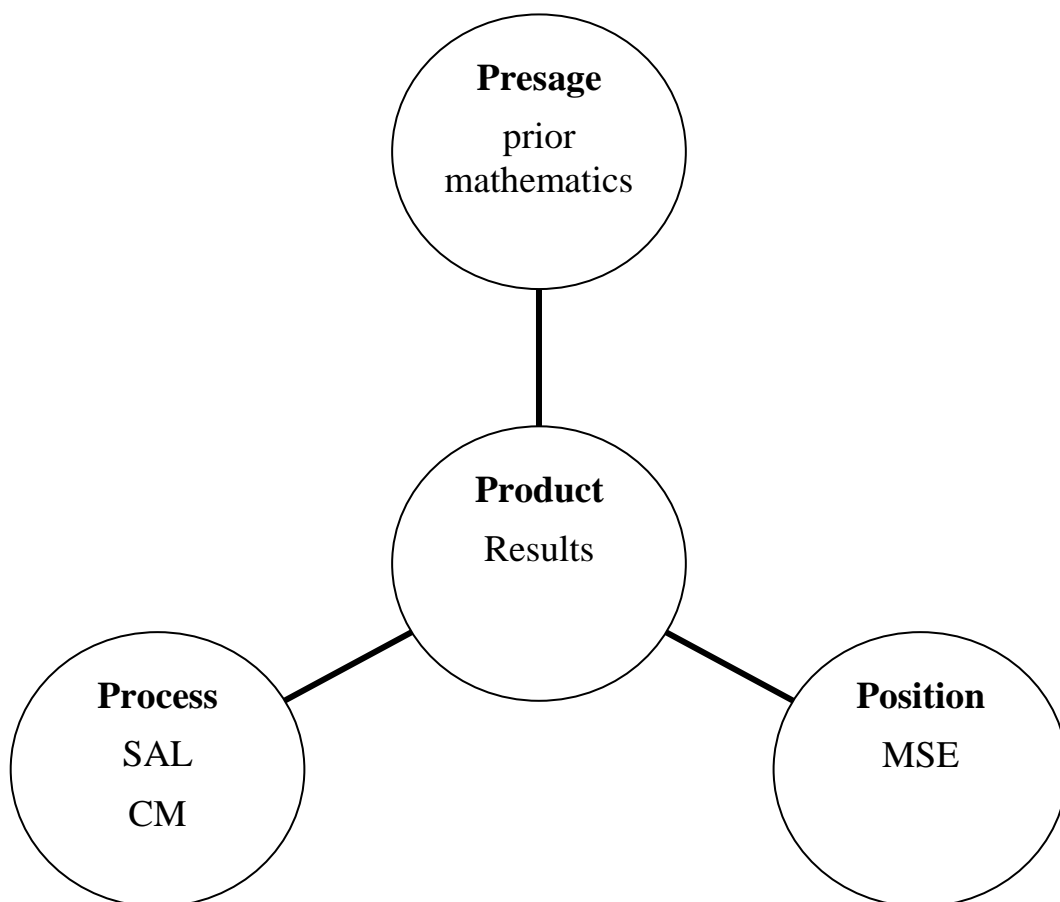 Presage
prior
mathematics
Product
Results
Process
SAL
CM
Position
MSE